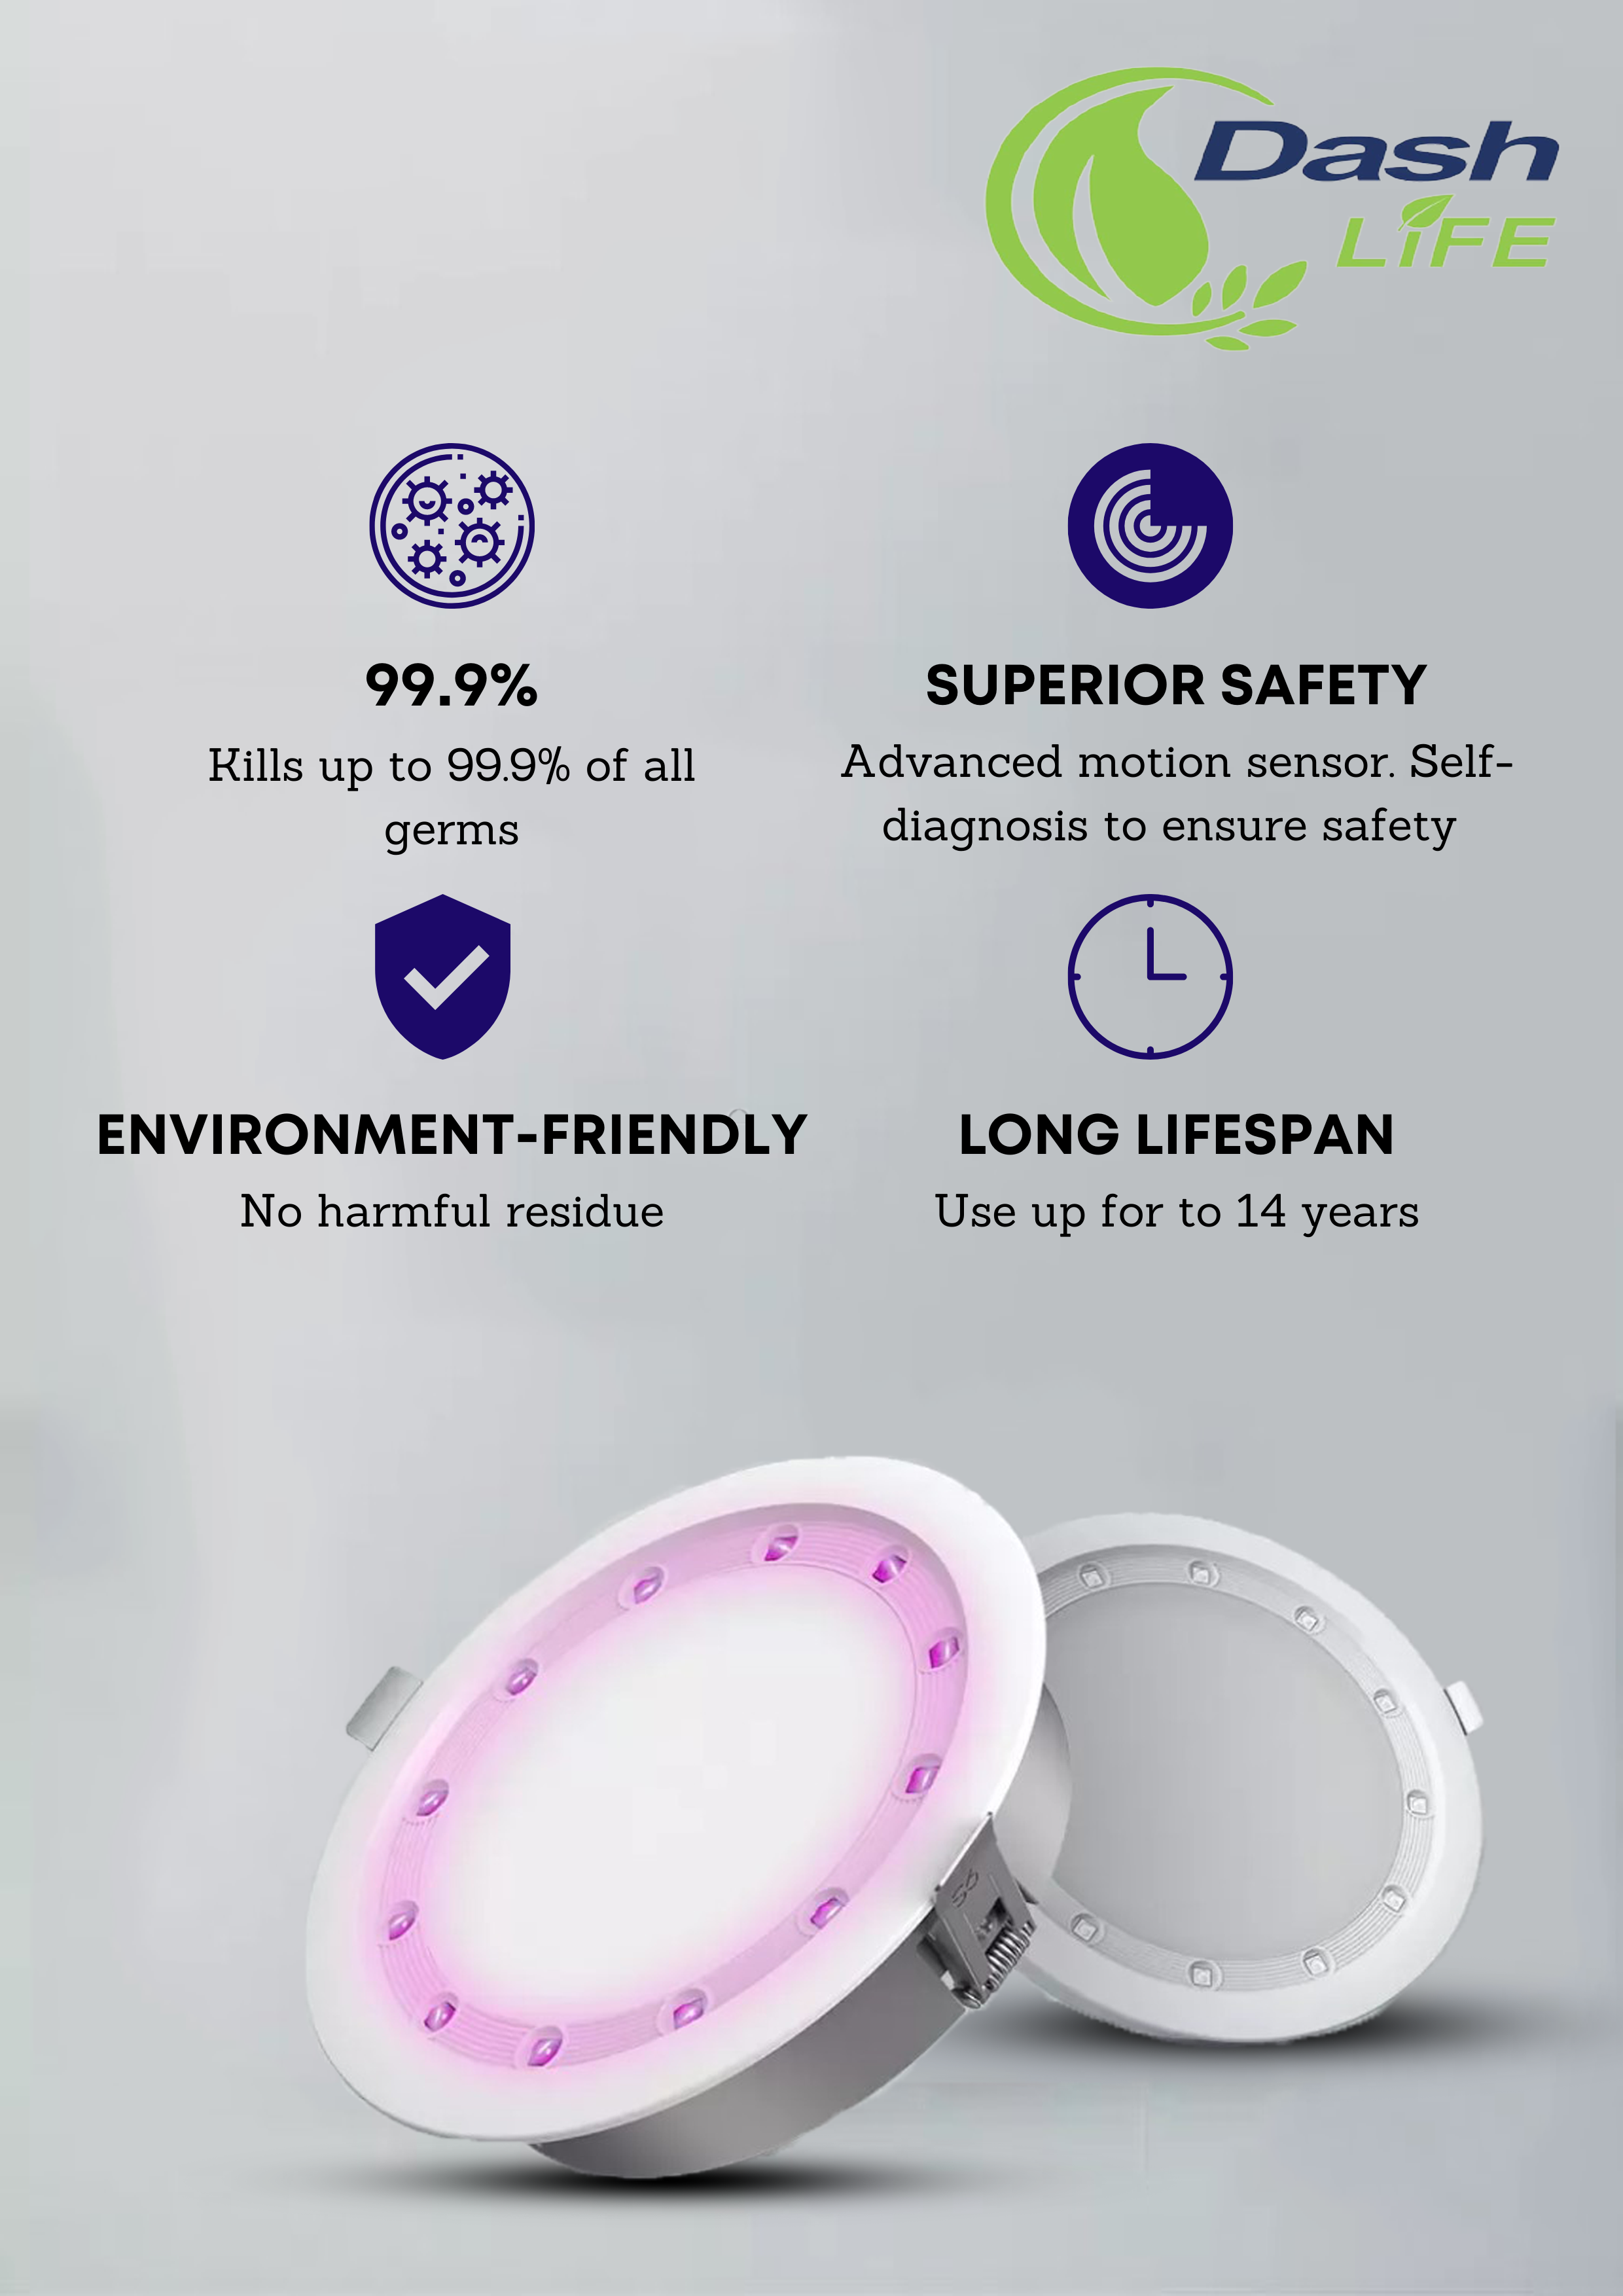 Dash
LiFE
99.9%
Kills up to 99.9% of all
germs
SUPERIOR SAFETY
Advanced motion sensor. Self-
diagnosis to ensure safety
ENVIRONMENT-FRIENDLY
No harmful residue
LONG LIFESPAN
Use up for to 14 years